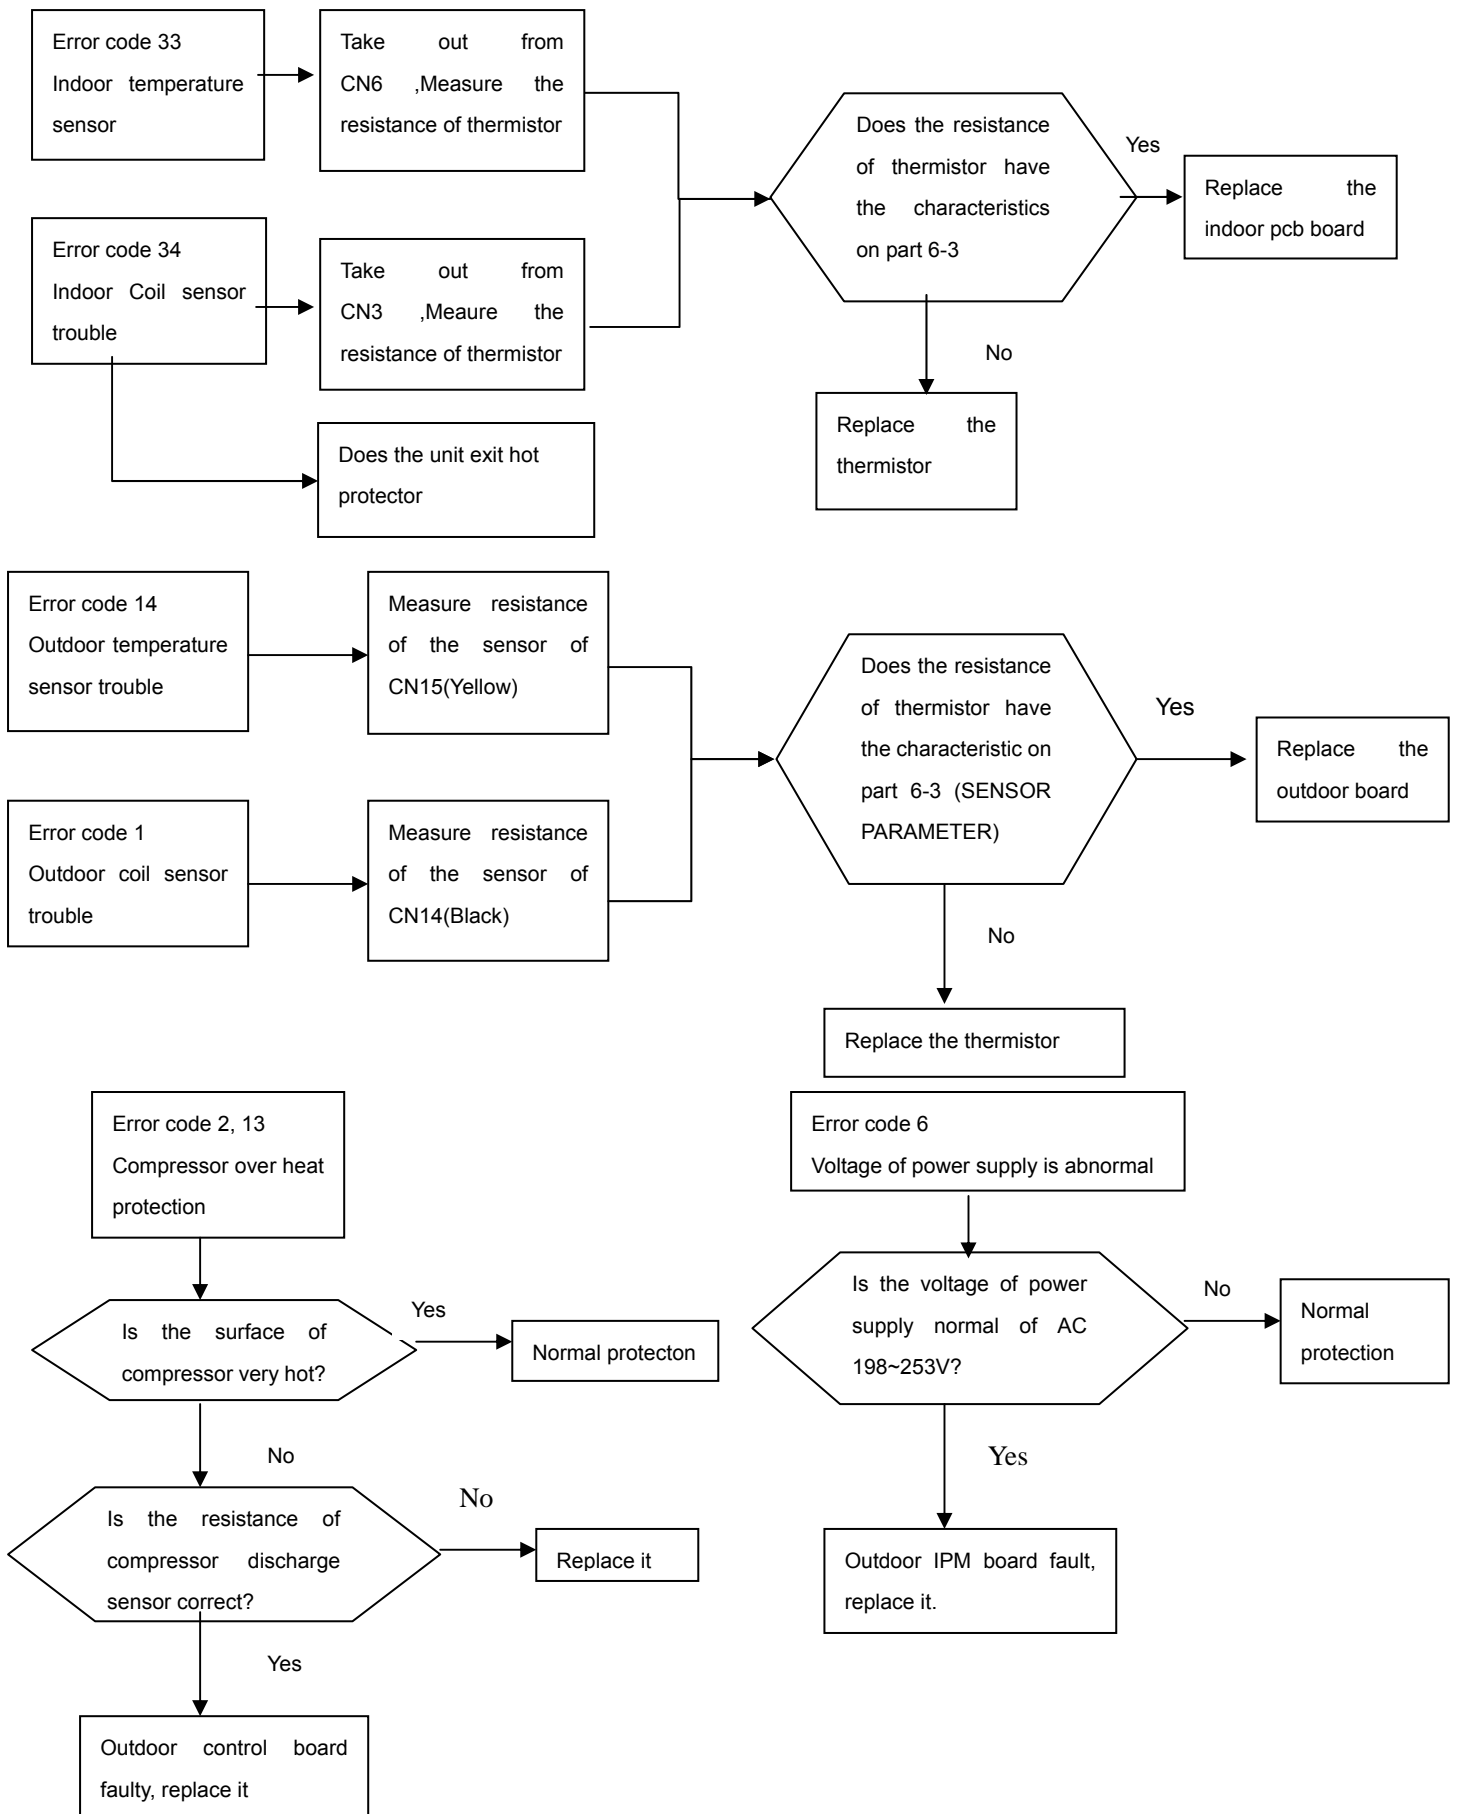 Error code 33
Indoor temperature
sensor
Take out from
CN6 ,Measure the
resistance of thermistor
Does the resistance
of thermistor have
the characteristics
on part 6-3
Yes
Replace the
indoor pcb board
Error code 34
Indoor Coil sensor
trouble
Take out from
CN3 ,Meaure the
resistance of thermistor
No
Replace the
thermistor
Does the unit exit hot
protector
Error code 14
Outdoor temperature
sensor trouble
Measure resistance
of the sensor of
CN15(Yellow)
Does the resistance
of thermistor have
the characteristic on
part 6-3 (SENSOR
PARAMETER)
Yes
Replace the
outdoor board
Error code 1
Outdoor coil sensor
trouble
Measure resistance
of the sensor of
CN14(Black)
No
Replace the thermistor
Error code 2, 13
Compressor over heat
protection
Is the surface of
compressor very hot?
Yes
Normal protecton
No
Is the resistance of
compressor discharge
sensor correct?
No
Replace it
Yes
Outdoor control board
faulty, replace it
Error code 6
Voltage of power supply is abnormal
Is the voltage of power
supply normal of AC
198~253V?
No
Normal
protection
Yes
Outdoor IPM board fault,
replace it.